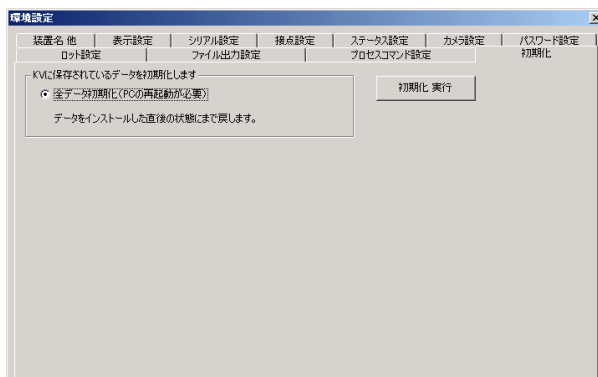 環境設定
装置名 他
表示設定
シリアル設定
接点設定
ステータス設定
カメラ設定
パスワード設定
ロット設定
ファイル出力設定
プロセスコマンド設定
初期化
KVに保存されているデータを初期化します
全データ初期化(PCの再起動が必要)
初期化 実行
データをインストールした直後の状態にまで戻します。